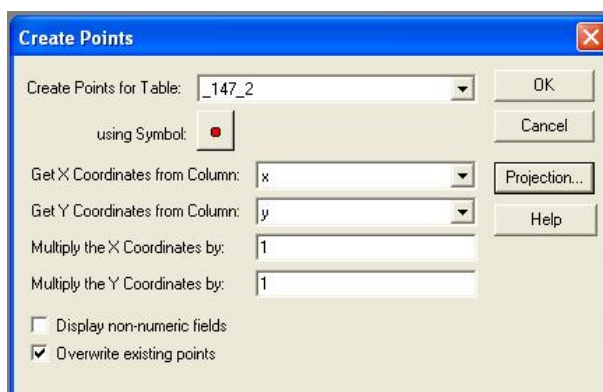 Create Points
Create Points for Table: _147_2 OK
using Symbol: Cancel
Get X Coordinates from Column: x Projection...
Get Y Coordinates from Column: y Help
Multiply the X Coordinates by: 1
Multiply the Y Coordinates by: 1
Display non-numeric fields
Overwrite existing points